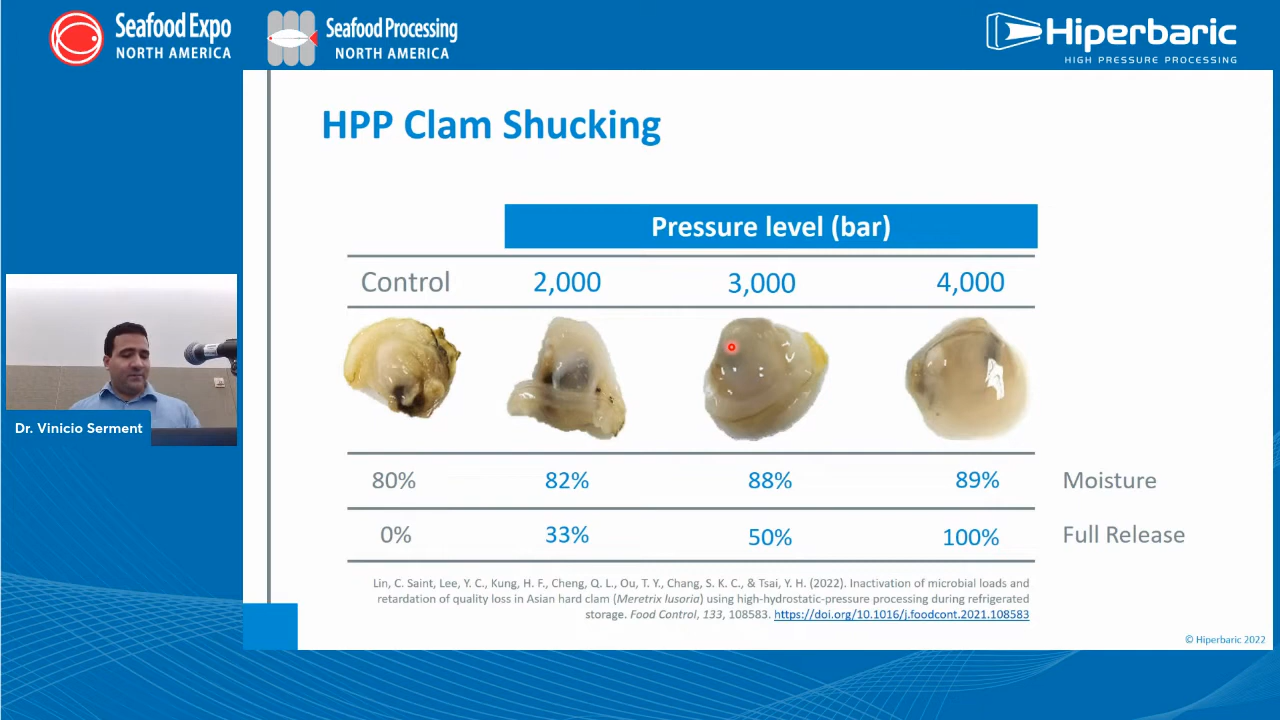 Seafood Expo
NORTH AMERICA
Seafood Processing
NORTH AMERICA
Hiperbaric
HIGH PRESSURE PROCESSING
HPP Clam Shucking
Pressure level (bar)
Control 2,000 3,000 4,000
80% 82% 88% 89% Moisture
0% 33% 50% 100% Full Release
Lin, C. Saint, Lee, Y. C., Kung, H. F., Cheng, Q. L., Ou, T. Y., Chang, S. K. C., & Tsai, Y. H. (2022). Inactivation of microbial loads and
retardation of quality loss in Asian hard clam (Meretrix lusoria) using high-hydrostatic-pressure processing during refrigerated
storage. Food Control, 133, 108583. https://doi.org/10.1016/j.foodcont.2021.108583
© Hiperbaric 2022
Dr. Vinicio Serment